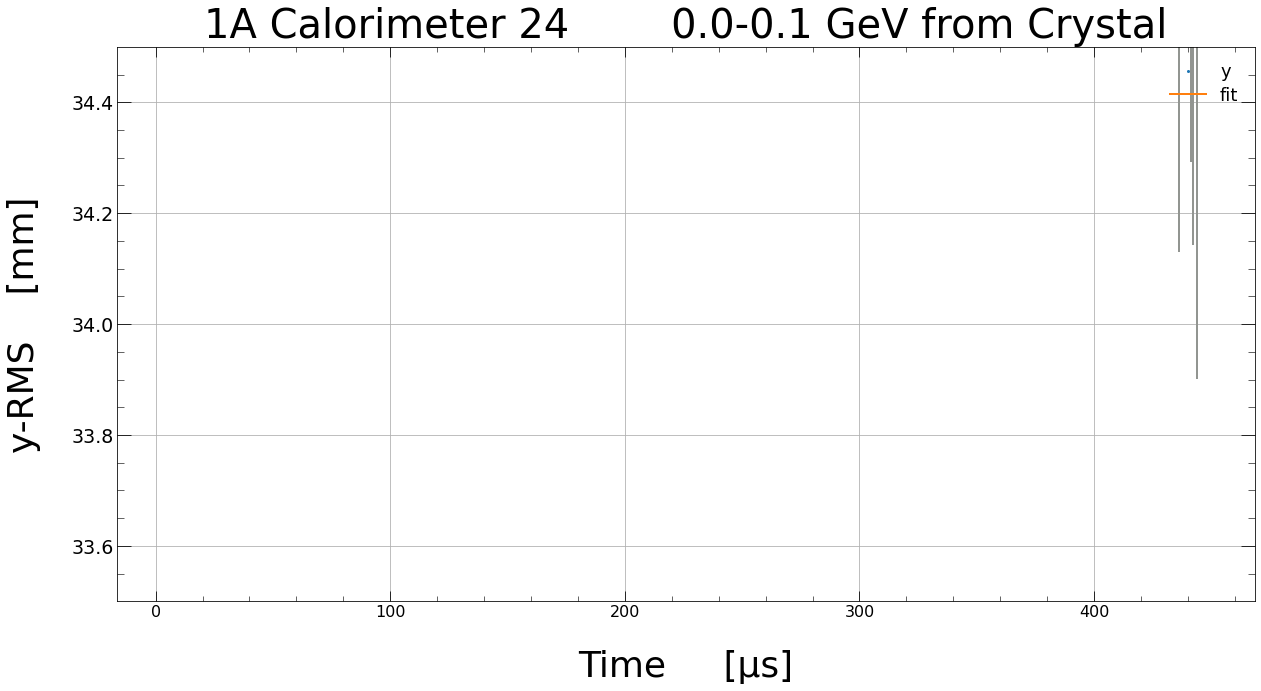 1A Calorimeter 24 0.0-0.1 GeV from Crystal
y
fit
34.4
34.2
34.0
33.8
33.6
y-RMS [mm]
0 100 200 300 400
Time [μs]